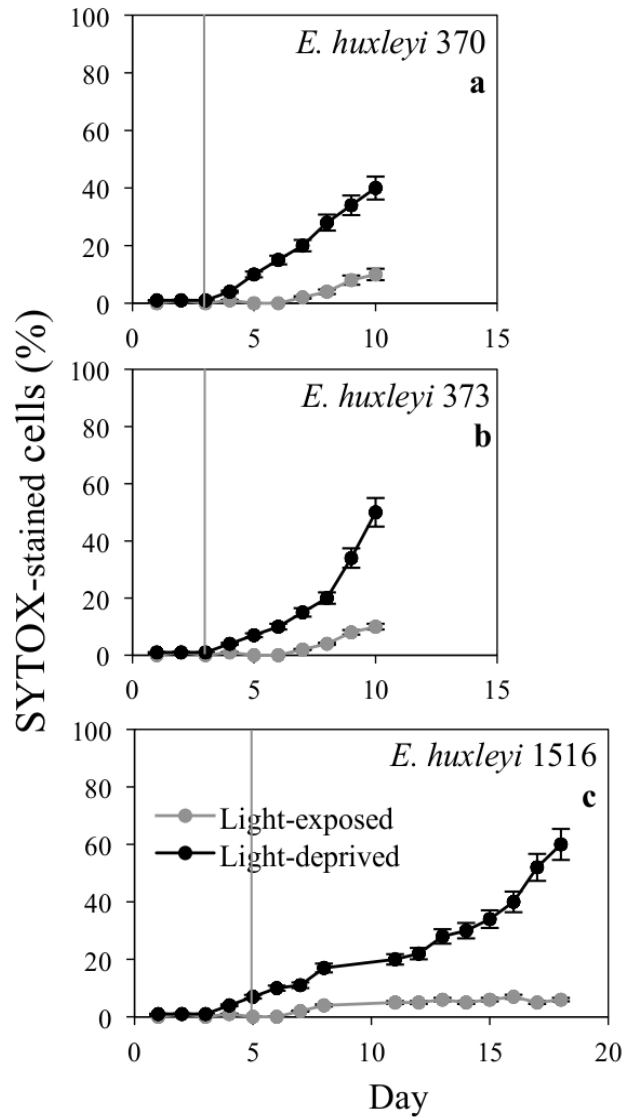 100
E. huxleyi 370
a
80
60
40
20
0
0 5 10 15
100
E. huxleyi 373
b
80
60
40
20
0
0 5 10 15
100
E. huxleyi 1516
c
80
Light-exposed
Light-deprived
60
40
20
0
0 5 10 15 20
SYTOX-stained cells (%)
Day